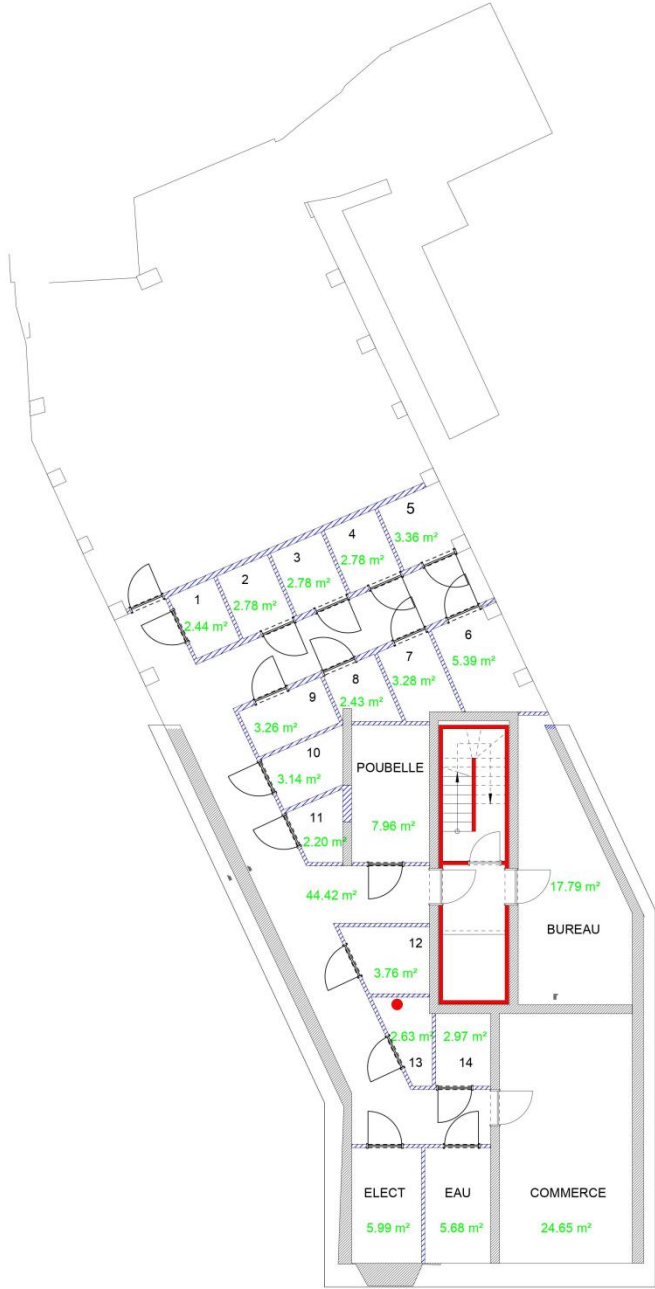 5
3.36 m²
4
2.78 m²
3
2.78 m²
2
2.78 m²
1
2.44 m²
6
5.39 m²
7
3.28 m²
8
2.43 m²
9
3.26 m²
10
3.14 m²
11
2.20 m²
POUBELLE
7.96 m²
44.42 m²
17.79 m²
BUREAU
12
3.76 m²
2.63 m²
13
2.97 m²
14
ELECT
5.99 m²
EAU
5.68 m²
COMMERCE
24.65 m²